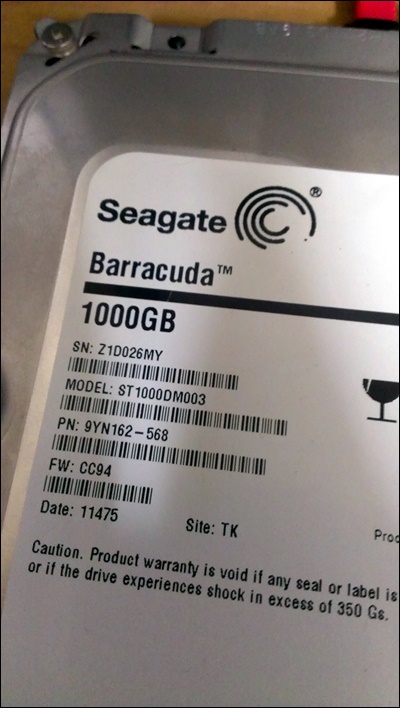 Seagate ®
Barracuda™
1000GB
SN: Z1D026MY
MODEL: ST1000DM003
PN: 9YN162-568
FW: CC94
Date: 11475 Site: TK Prod
Caution. Product warranty is void if any seal or label is
or if the drive experiences shock in excess of 350 Gs.